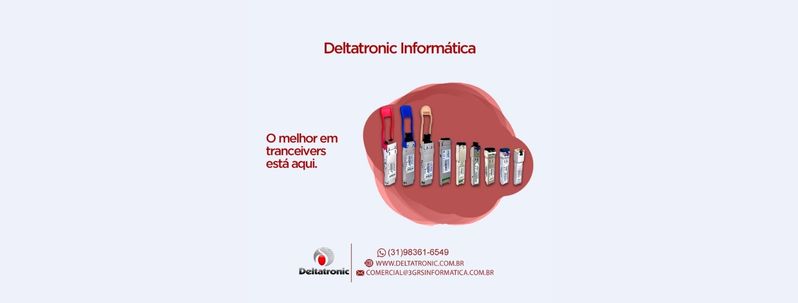 Deltatronic Informática
O melhor em
tranceivers
está aqui.
Deltatronic
(31)98361-6549
WWW.DELTATRONIC.COM.BR
COMERCIAL@3GRSINFORMATICA.COM.BR